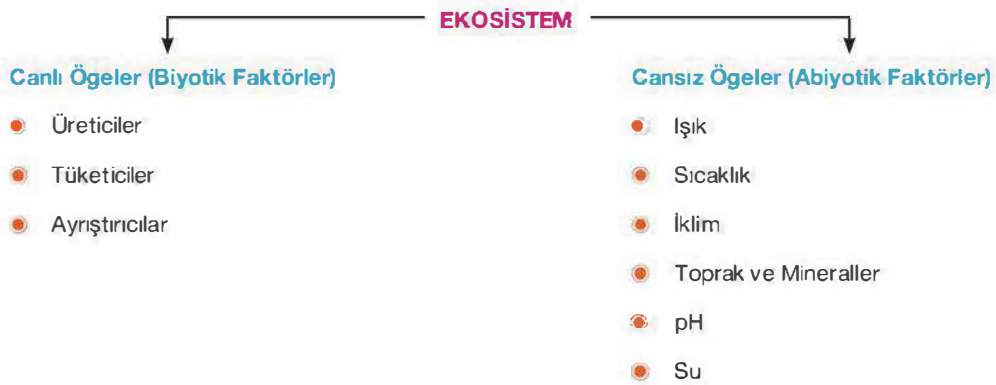 EKOSİSTEM
Canlı Ögeler (Biyotik Faktörler)
Üreticiler
Tüketiciler
Ayrıştırıcılar
Cansız Ögeler (Abiyotik Faktörler)
Işık
Sıcaklık
İklim
Toprak ve Mineraller
pH
Su